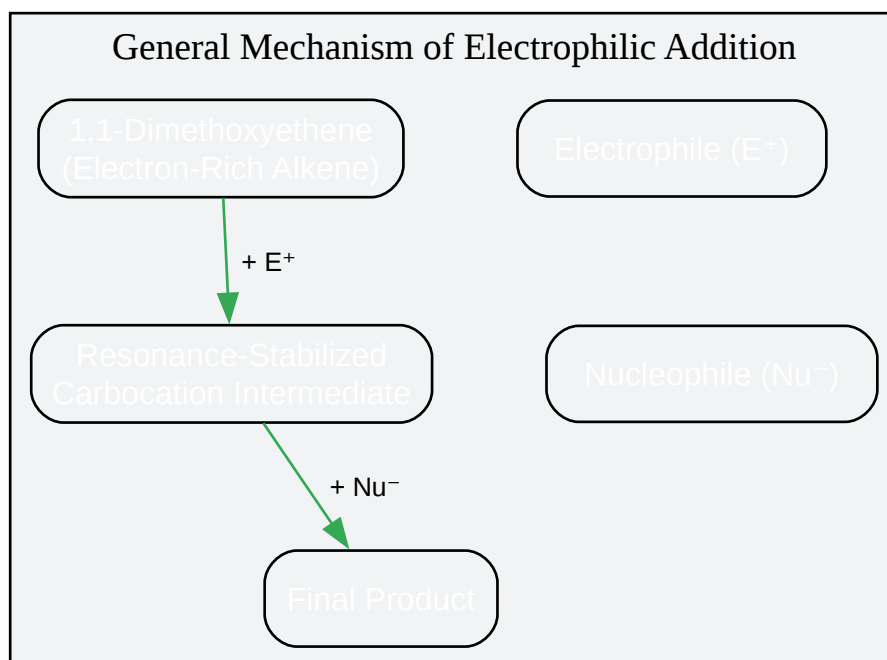 General Mechanism of Electrophilic Addition
1,1-Dimethoxyethene
(Electron-Rich Alkene)
Electrophile (E⁺)
+ E⁺
Resonance-Stabilized
Carbocation Intermediate
Nucleophile (Nu⁻)
+ Nu⁻
Final Product